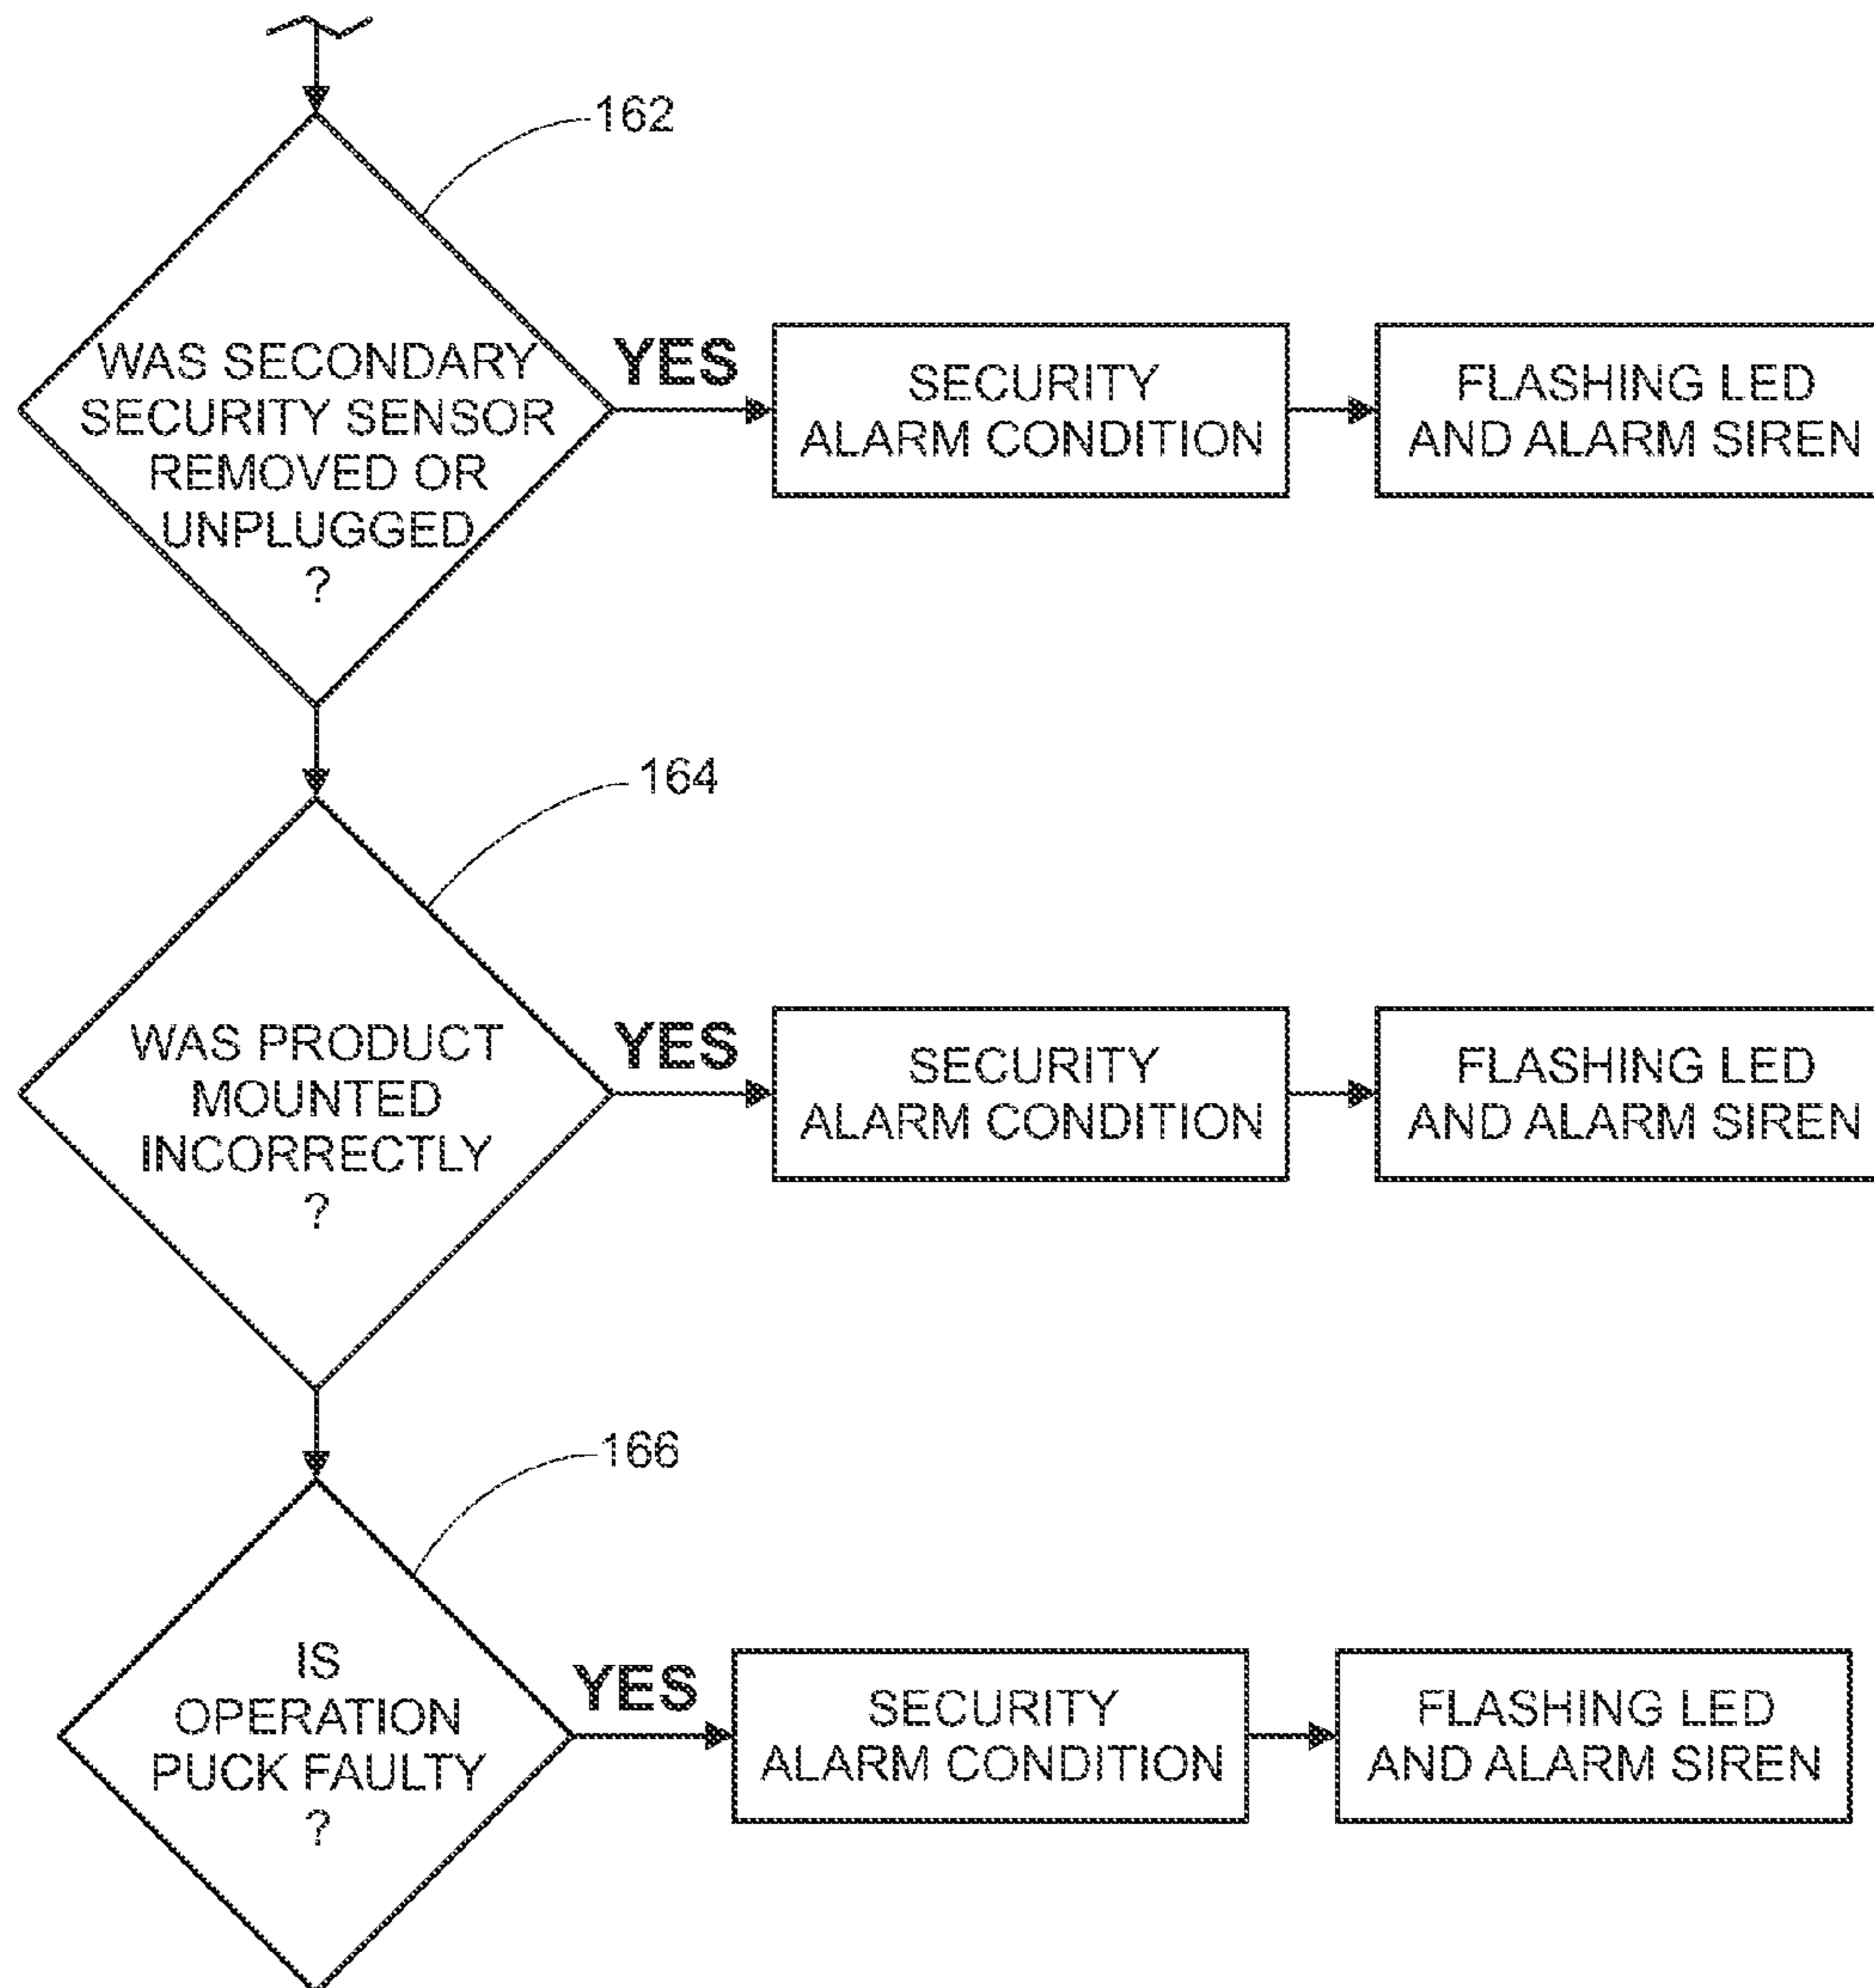 162
WAS SECONDARY
SECURITY SENSOR
REMOVED OR
UNPLUGGED
?
YES
SECURITY
ALARM CONDITION
FLASHING LED
AND ALARM SIREN
164
WAS PRODUCT
MOUNTED
INCORRECTLY
?
YES
SECURITY
ALARM CONDITION
FLASHING LED
AND ALARM SIREN
166
IS
OPERATION
PUCK FAULTY
?
YES
SECURITY
ALARM CONDITION
FLASHING LED
AND ALARM SIREN